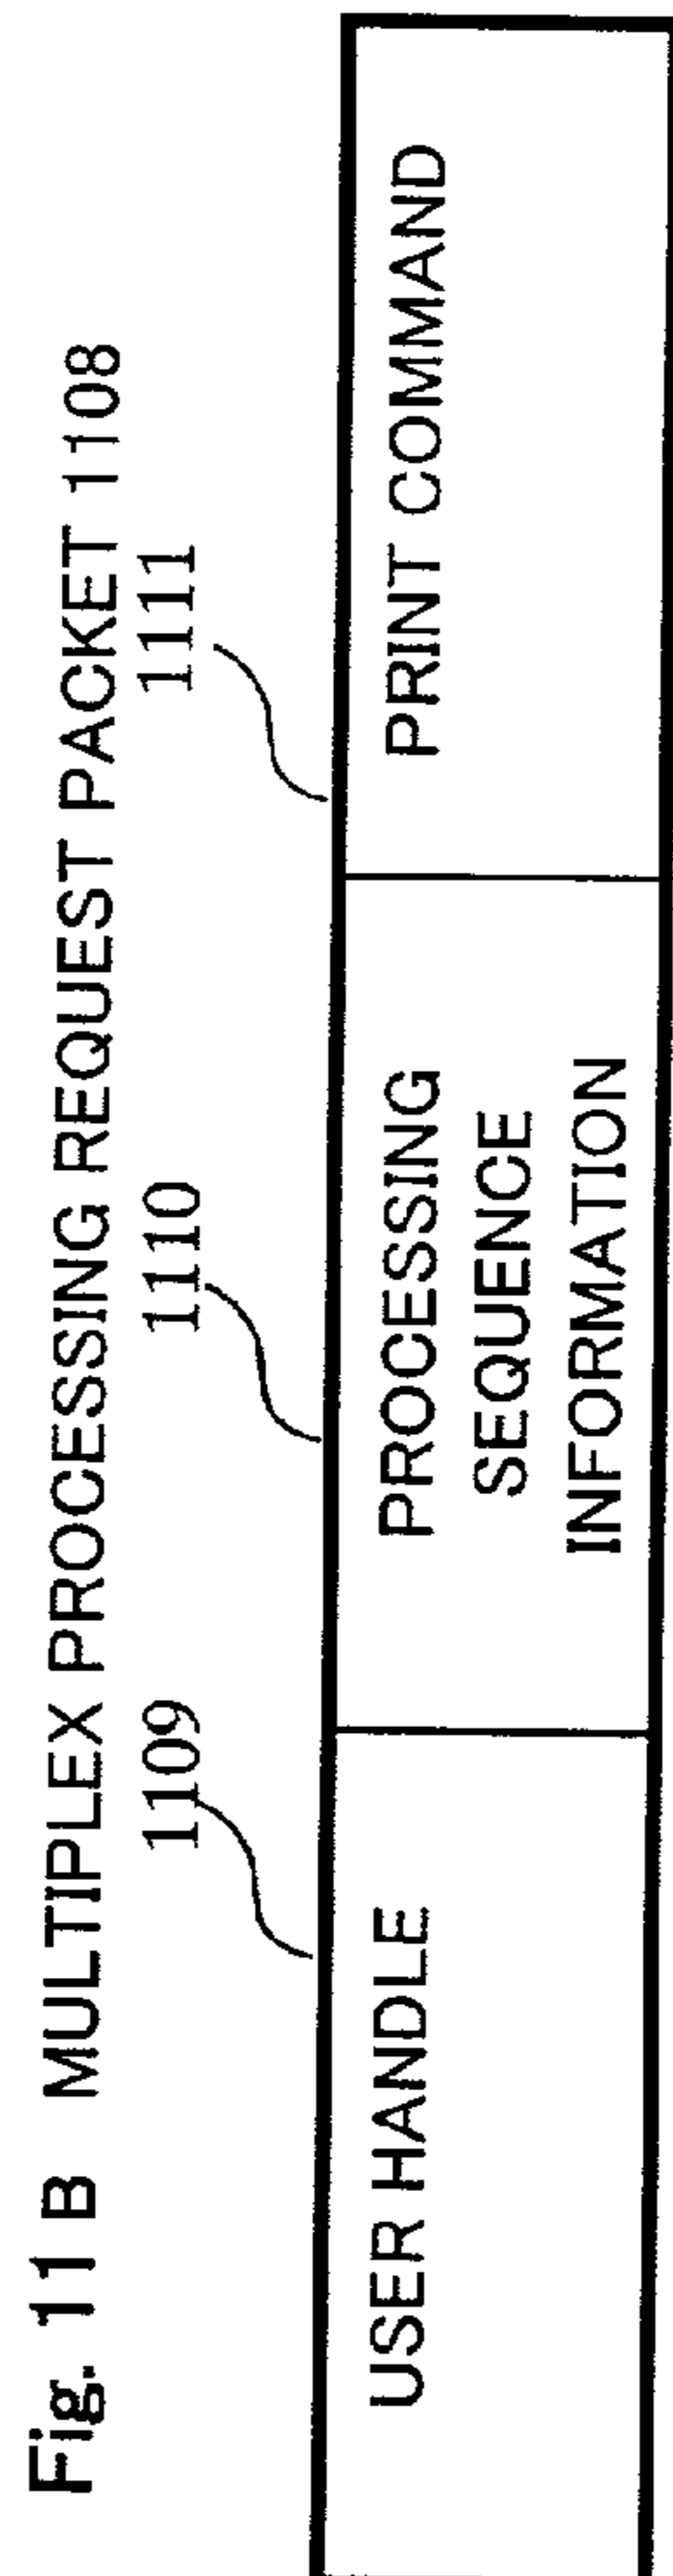 Fig. 11 B MULTIPLEX PROCESSING REQUEST PACKET 1108
1109
1110
1111
USER HANDLE
PROCESSING
SEQUENCE
INFORMATION
PRINT COMMAND